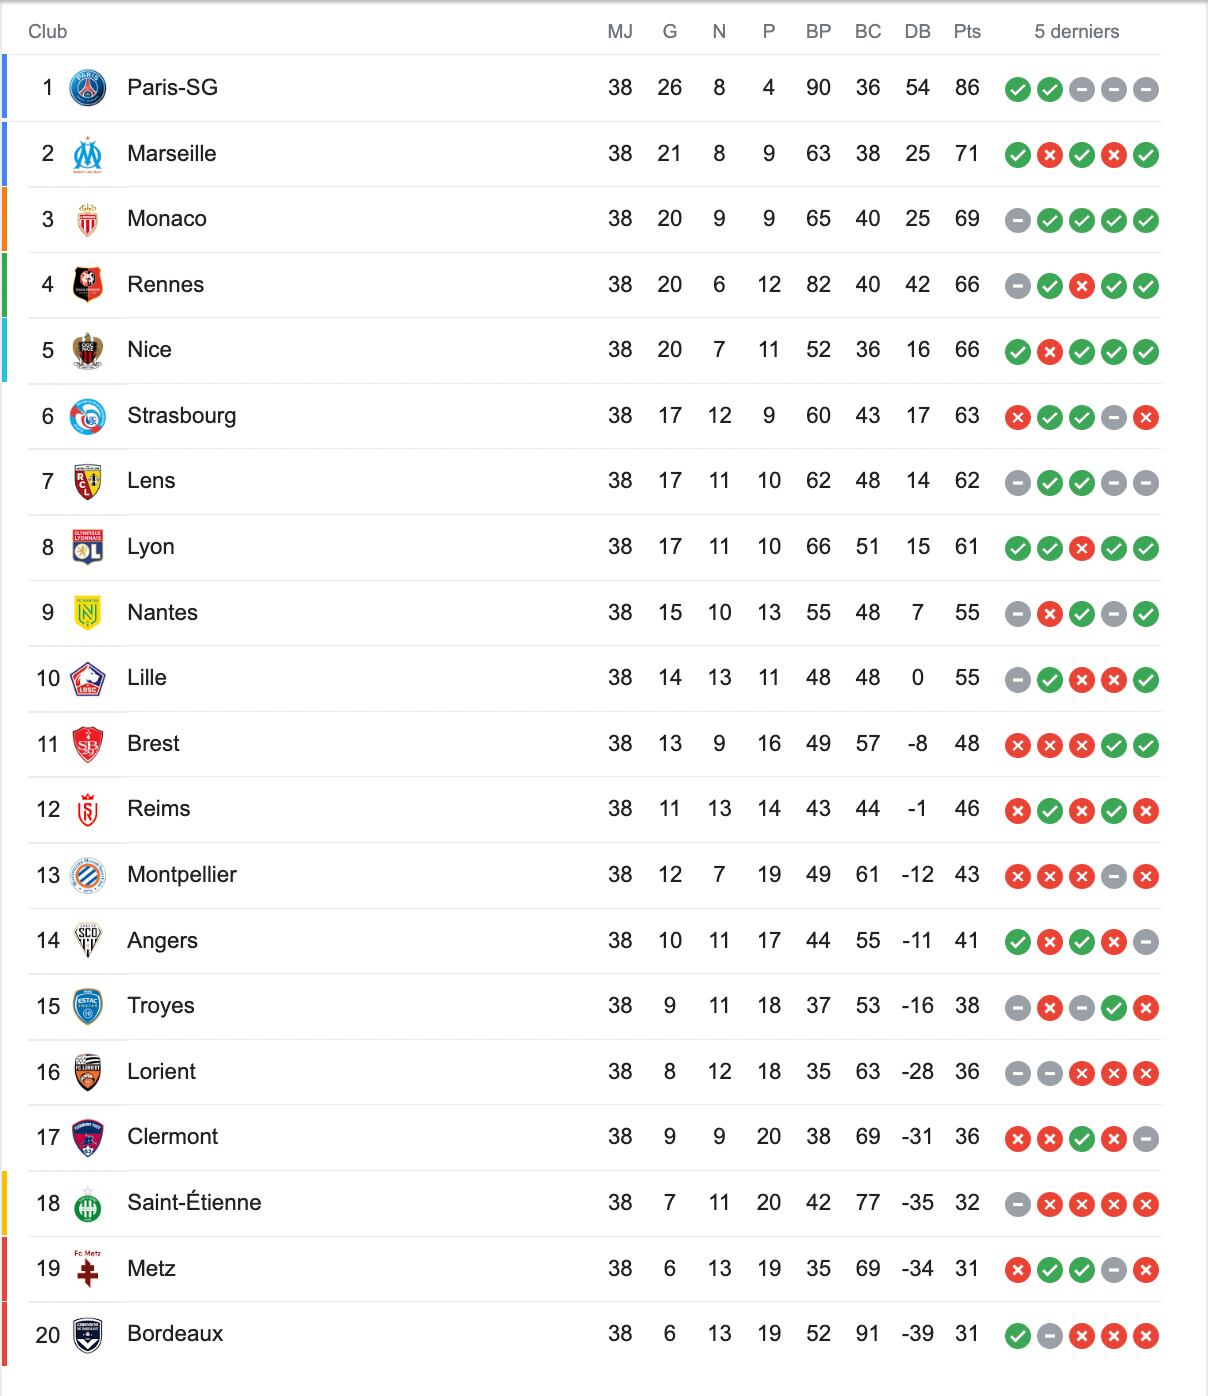 Club MJ G N P BP BC DB Pts 5 derniers
1 Paris-SG 38 26 8 4 90 36 54 86
2 Marseille 38 21 8 9 63 38 25 71
3 Monaco 38 20 9 9 65 40 25 69
4 Rennes 38 20 6 12 82 40 42 66
5 Nice 38 20 7 11 52 36 16 66
6 Strasbourg 38 17 12 9 60 43 17 63
7 Lens 38 17 11 10 62 48 14 62
8 Lyon 38 17 11 10 66 51 15 61
9 Nantes 38 15 10 13 55 48 7 55
10 Lille 38 14 13 11 48 48 0 55
11 Brest 38 13 9 16 49 57 -8 48
12 Reims 38 11 13 14 43 44 -1 46
13 Montpellier 38 12 7 19 49 61 -12 43
14 Angers 38 10 11 17 44 55 -11 41
15 Troyes 38 9 11 18 37 53 -16 38
16 Lorient 38 8 12 18 35 63 -28 36
17 Clermont 38 9 9 20 38 69 -31 36
18 Saint-Étienne 38 7 11 20 42 77 -35 32
19 Fc Metz Metz 38 6 13 19 35 69 -34 31
20 Bordeaux 38 6 13 19 52 91 -39 31